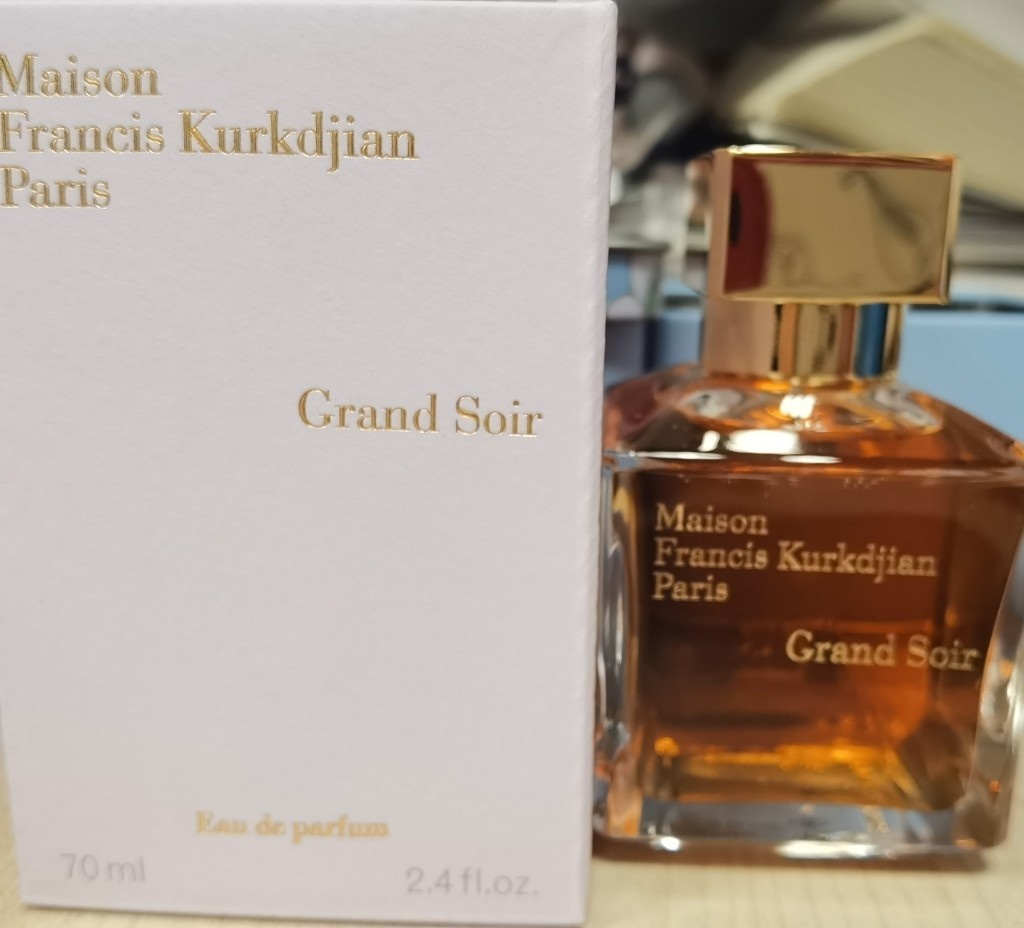 Maison
Francis Kurkdjian
Paris
Grand Soir
Eau de parfum
70 ml
2.4 fl.oz.
Maison
Francis Kurkdjian
Paris
Grand Soir